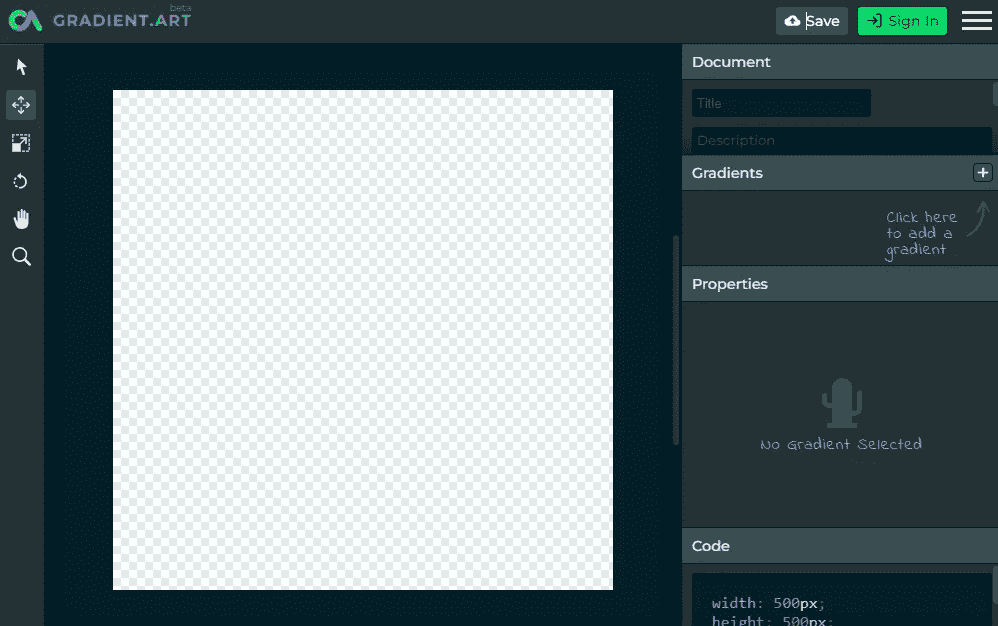 beta
GRADIENT.ART
Save
Sign In
Document
Title
Description
Gradients
Click here
to add a
gradient
Properties
No Gradient Selected
Code
width: 500px;
height: 500px;